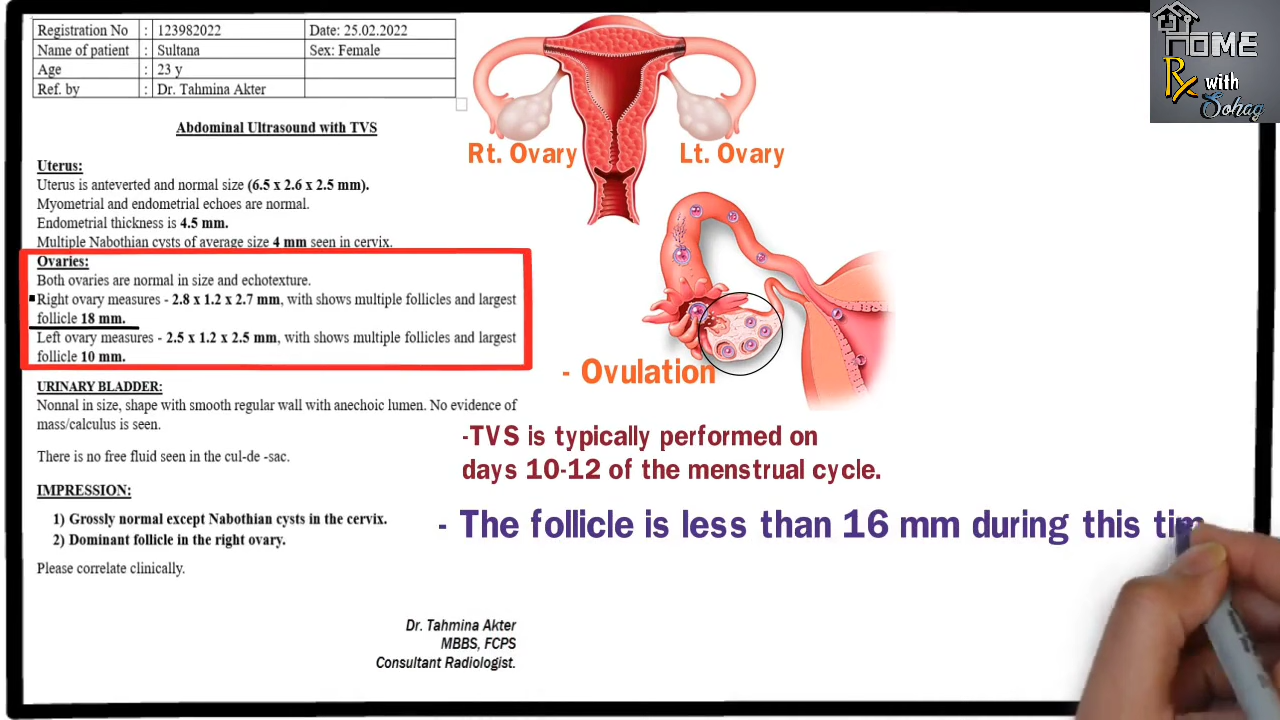 Registration No : 123982022 Date: 25.02.2022
Name of patient : Sultana Sex: Female
Age : 23 y
Ref. by : Dr. Tahmina Akter
Abdominal Ultrasound with TVS
Uterus:
Uterus is anteverted and normal size (6.5 x 2.6 x 2.5 mm).
Myometrial and endometrial echoes are normal.
Endometrial thickness is 4.5 mm.
Multiple Nabothian cysts of average size 4 mm seen in cervix.
Ovaries:
Both ovaries are normal in size and echotexture.
Right ovary measures - 2.8 x 1.2 x 2.7 mm, with shows multiple follicles and largest
follicle 18 mm.
Left ovary measures - 2.5 x 1.2 x 2.5 mm, with shows multiple follicles and largest
follicle 10 mm.
URINARY BLADDER:
Nonnal in size, shape with smooth regular wall with anechoic lumen. No evidence of
mass/calculus is seen.
There is no free fluid seen in the cul-de -sac.
IMPRESSION:
1) Grossly normal except Nabothian cysts in the cervix.
2) Dominant follicle in the right ovary.
Please correlate clinically.
Dr. Tahmina Akter
MBBS, FCPS
Consultant Radiologist.
Rt. Ovary
Lt. Ovary
- Ovulation
-TVS is typically performed on
days 10-12 of the menstrual cycle.
- The follicle is less than 16 mm during this tim
HOME
Rx with
Sohag